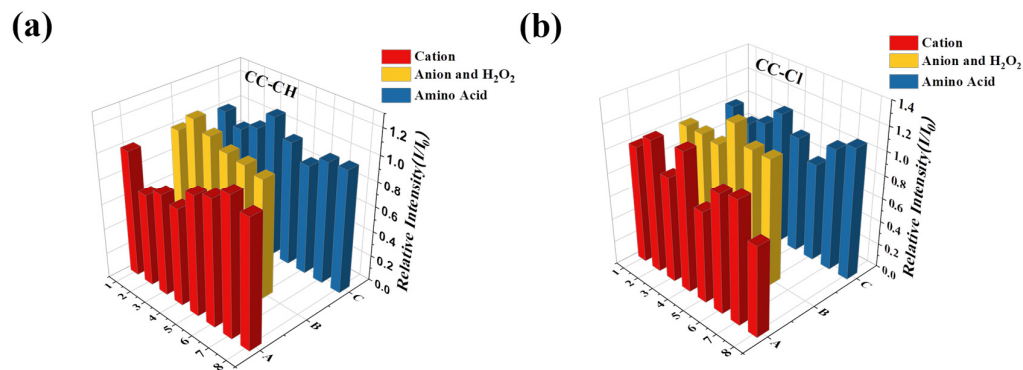 (a)
CC-CH
Cation
Anion and H₂O₂
Amino Acid
1.2
1.0
0.8
0.6
0.4
0.2
0.0
Relative Intensity(I/I₀)
1
2
3
4
5
6
7
8
A
B
C
(b)
CC-Cl
Cation
Anion and H₂O₂
Amino Acid
1.4
1.2
1.0
0.8
0.6
0.4
0.2
0.0
Relative Intensity(I/I₀)
1
2
3
4
5
6
7
8
A
B
C